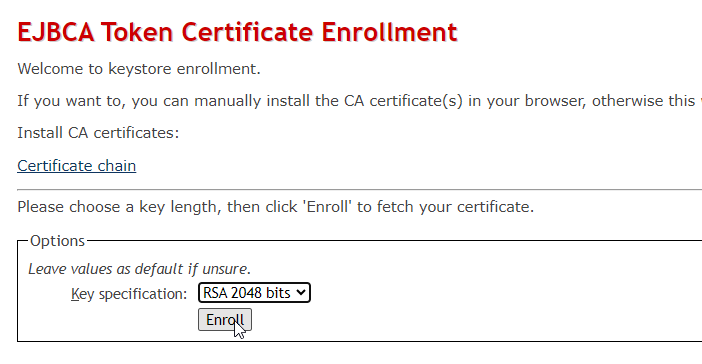 EJBCA Token Certificate Enrollment
Welcome to keystore enrollment.
If you want to, you can manually install the CA certificate(s) in your browser, otherwise this
Install CA certificates:
Certificate chain
Please choose a key length, then click 'Enroll' to fetch your certificate.
Options
Leave values as default if unsure.
Key specification: RSA 2048 bits
Enroll